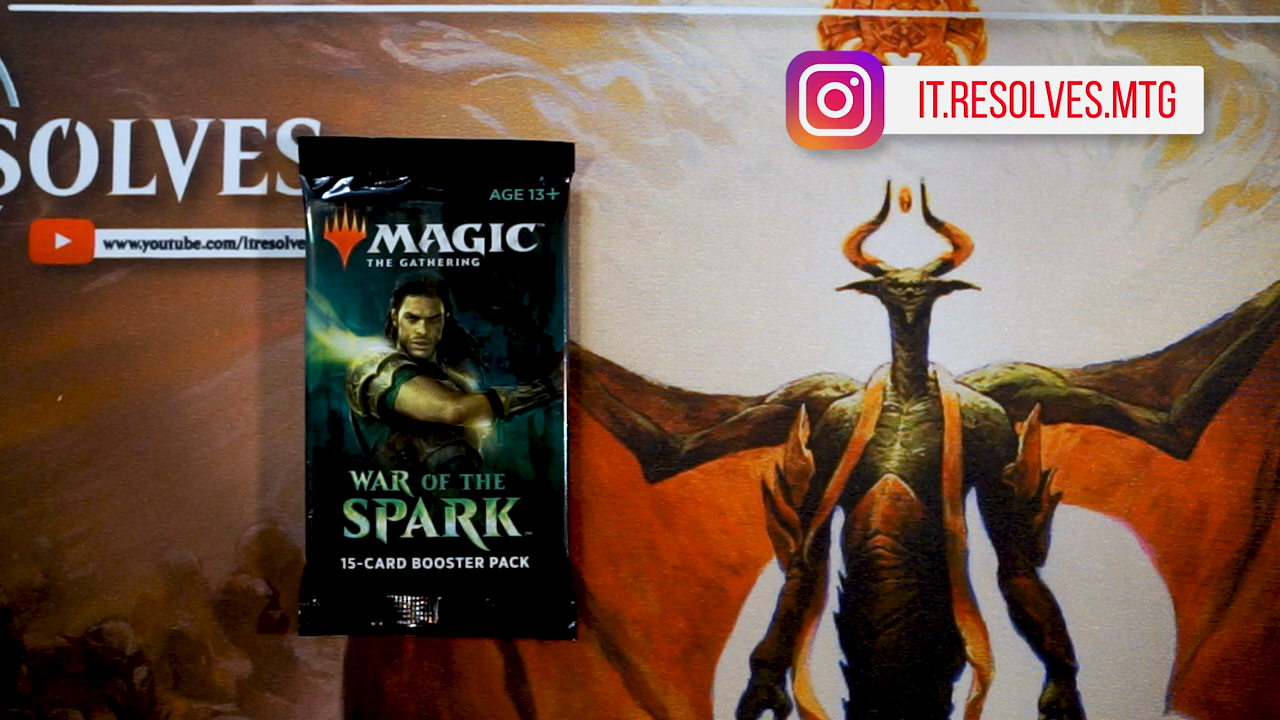 IT.RESOLVES.MTG
SOLVES
www.youtube.com/Itresolve
AGE 13+
MAGIC
THE GATHERING
WAR OF THE
SPARK
15-CARD BOOSTER PACK